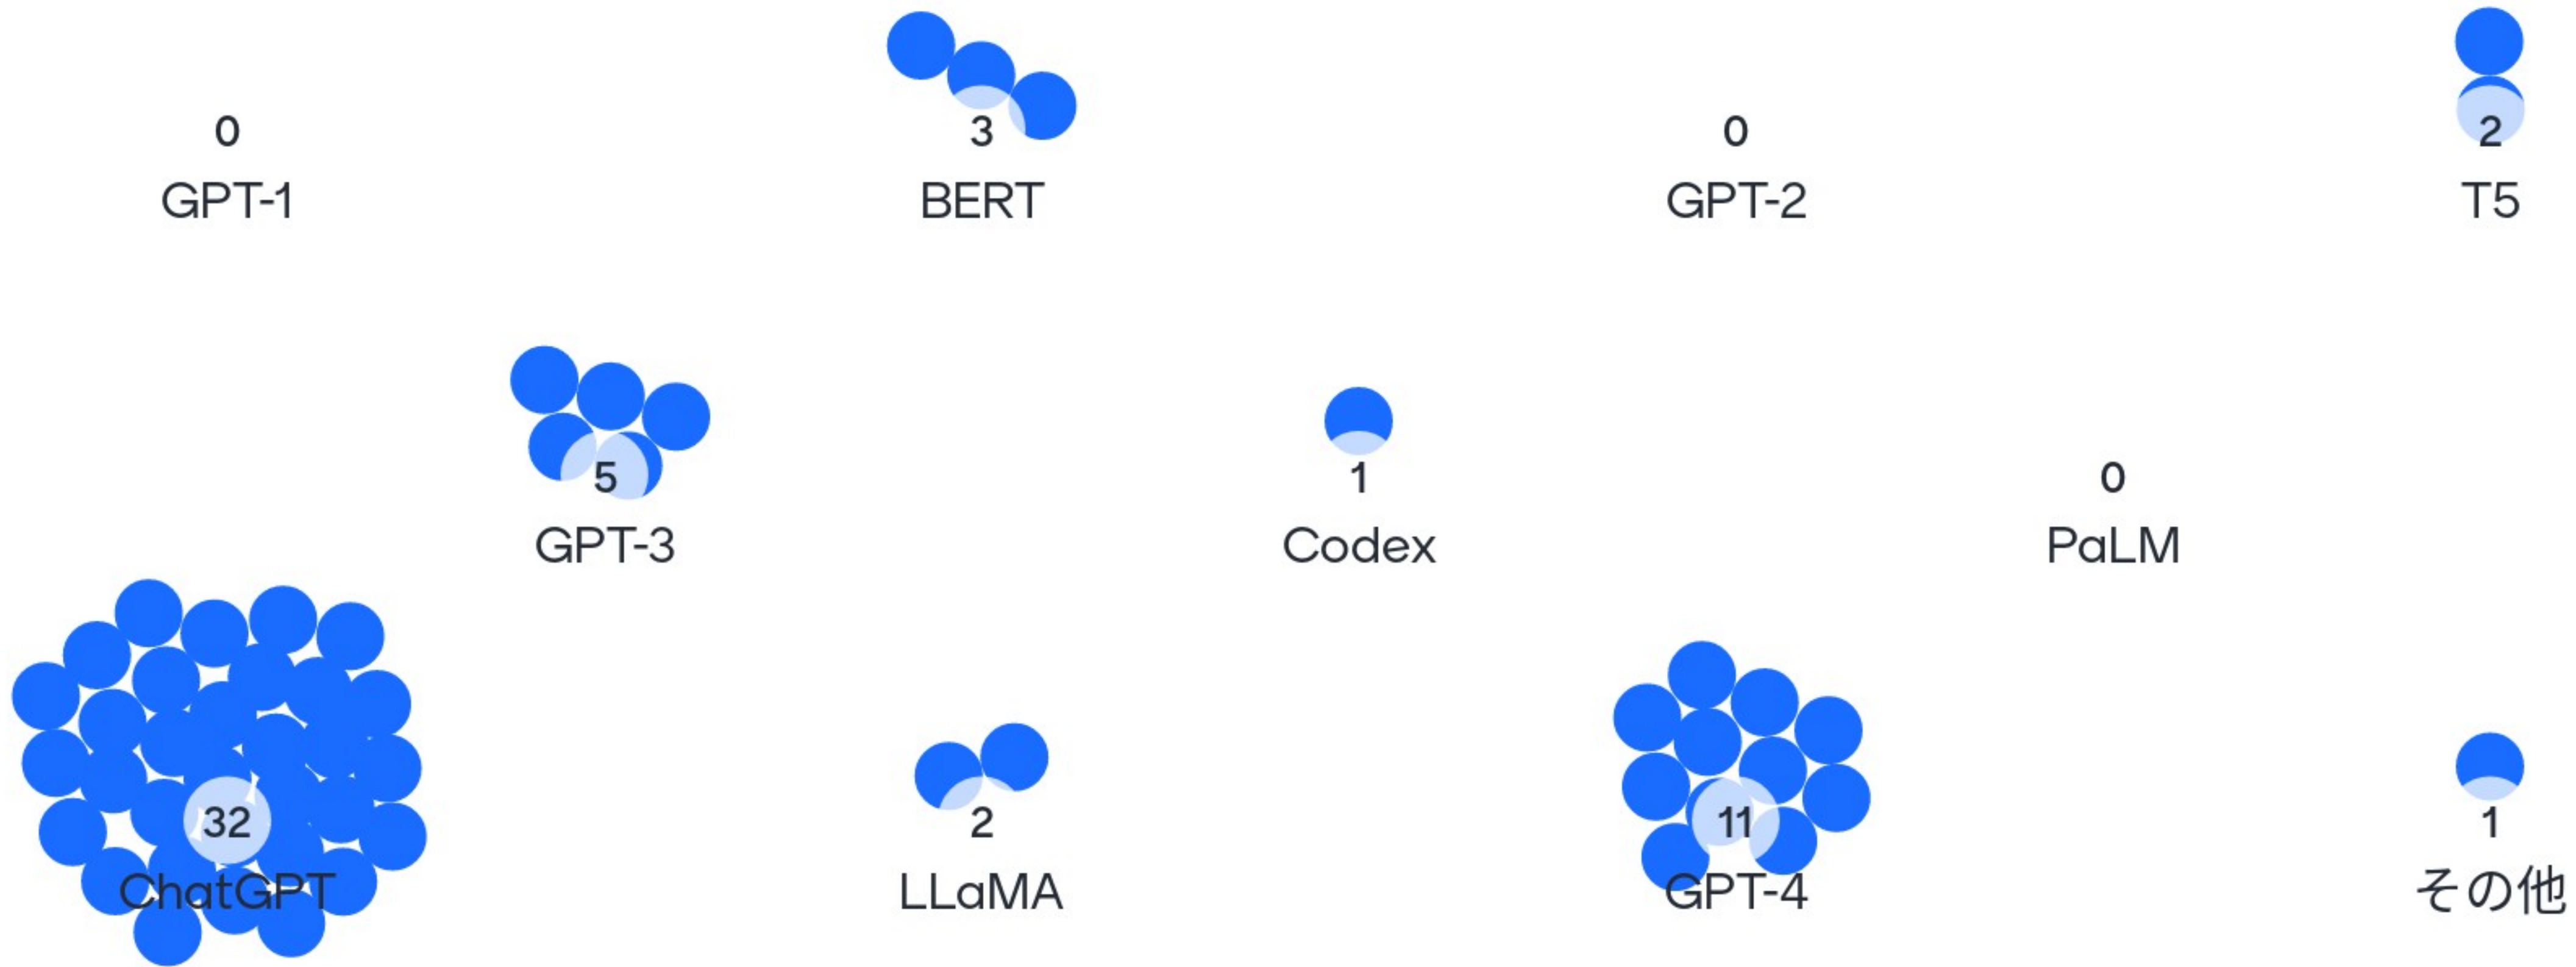 0 3 0 2
GPT-1 BERT GPT-2 T5
5 1 0
GPT-3 Codex PaLM
32 2 11 1
ChatGPT LLaMA GPT-4 その他